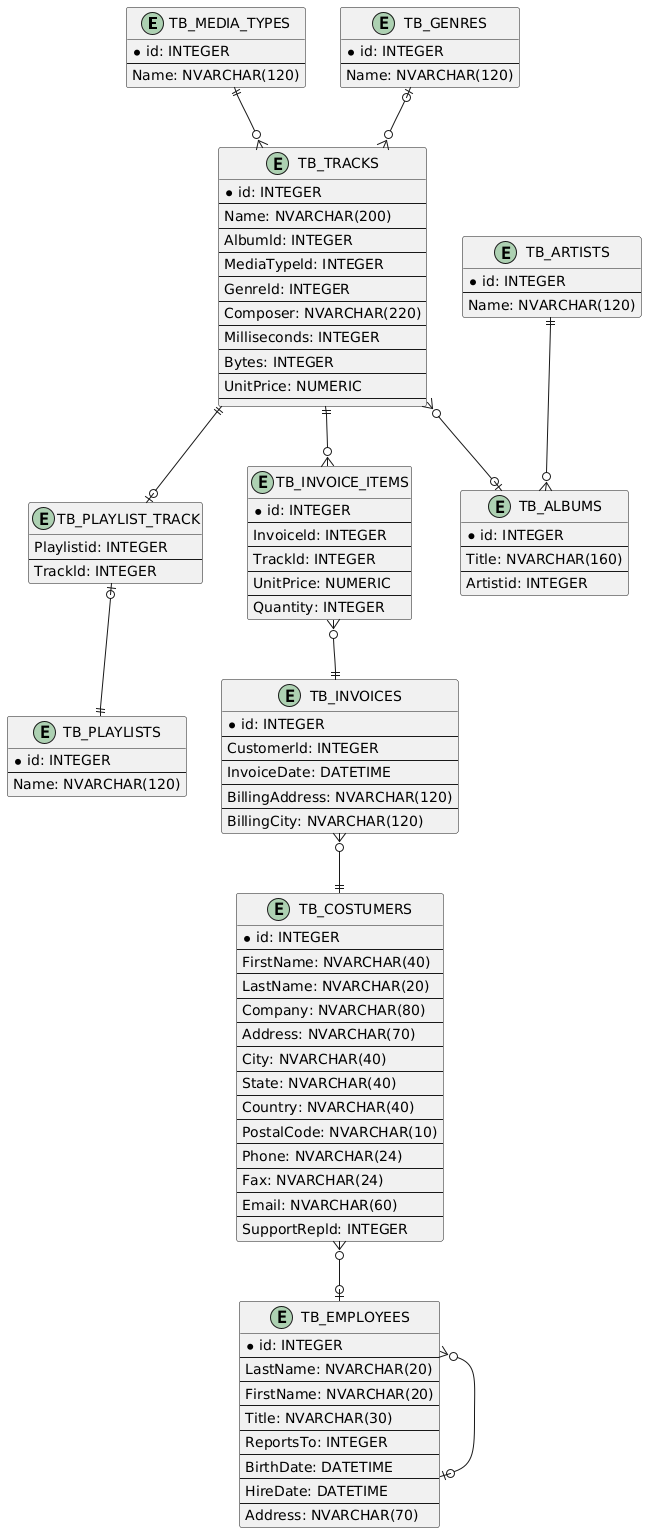 E TB_MEDIA_TYPES
id: INTEGER
Name: NVARCHAR(120)
E TB_GENRES
id: INTEGER
Name: NVARCHAR(120)
E TB_TRACKS
id: INTEGER
Name: NVARCHAR(200)
AlbumId: INTEGER
MediaTypeId: INTEGER
GenreId: INTEGER
Composer: NVARCHAR(220)
Milliseconds: INTEGER
Bytes: INTEGER
UnitPrice: NUMERIC
E TB_ARTISTS
id: INTEGER
Name: NVARCHAR(120)
E TB_PLAYLIST_TRACK
Playlistid: INTEGER
TrackId: INTEGER
E TB_INVOICE_ITEMS
id: INTEGER
InvoiceId: INTEGER
TrackId: INTEGER
UnitPrice: NUMERIC
Quantity: INTEGER
E TB_ALBUMS
id: INTEGER
Title: NVARCHAR(160)
Artistid: INTEGER
E TB_PLAYLISTS
id: INTEGER
Name: NVARCHAR(120)
E TB_INVOICES
id: INTEGER
CustomerId: INTEGER
InvoiceDate: DATETIME
BillingAddress: NVARCHAR(120)
BillingCity: NVARCHAR(120)
E TB_COSTUMERS
id: INTEGER
FirstName: NVARCHAR(40)
LastName: NVARCHAR(20)
Company: NVARCHAR(80)
Address: NVARCHAR(70)
City: NVARCHAR(40)
State: NVARCHAR(40)
Country: NVARCHAR(40)
PostalCode: NVARCHAR(10)
Phone: NVARCHAR(24)
Fax: NVARCHAR(24)
Email: NVARCHAR(60)
SupportRepId: INTEGER
E TB_EMPLOYEES
id: INTEGER
LastName: NVARCHAR(20)
FirstName: NVARCHAR(20)
Title: NVARCHAR(30)
ReportsTo: INTEGER
BirthDate: DATETIME
HireDate: DATETIME
Address: NVARCHAR(70)